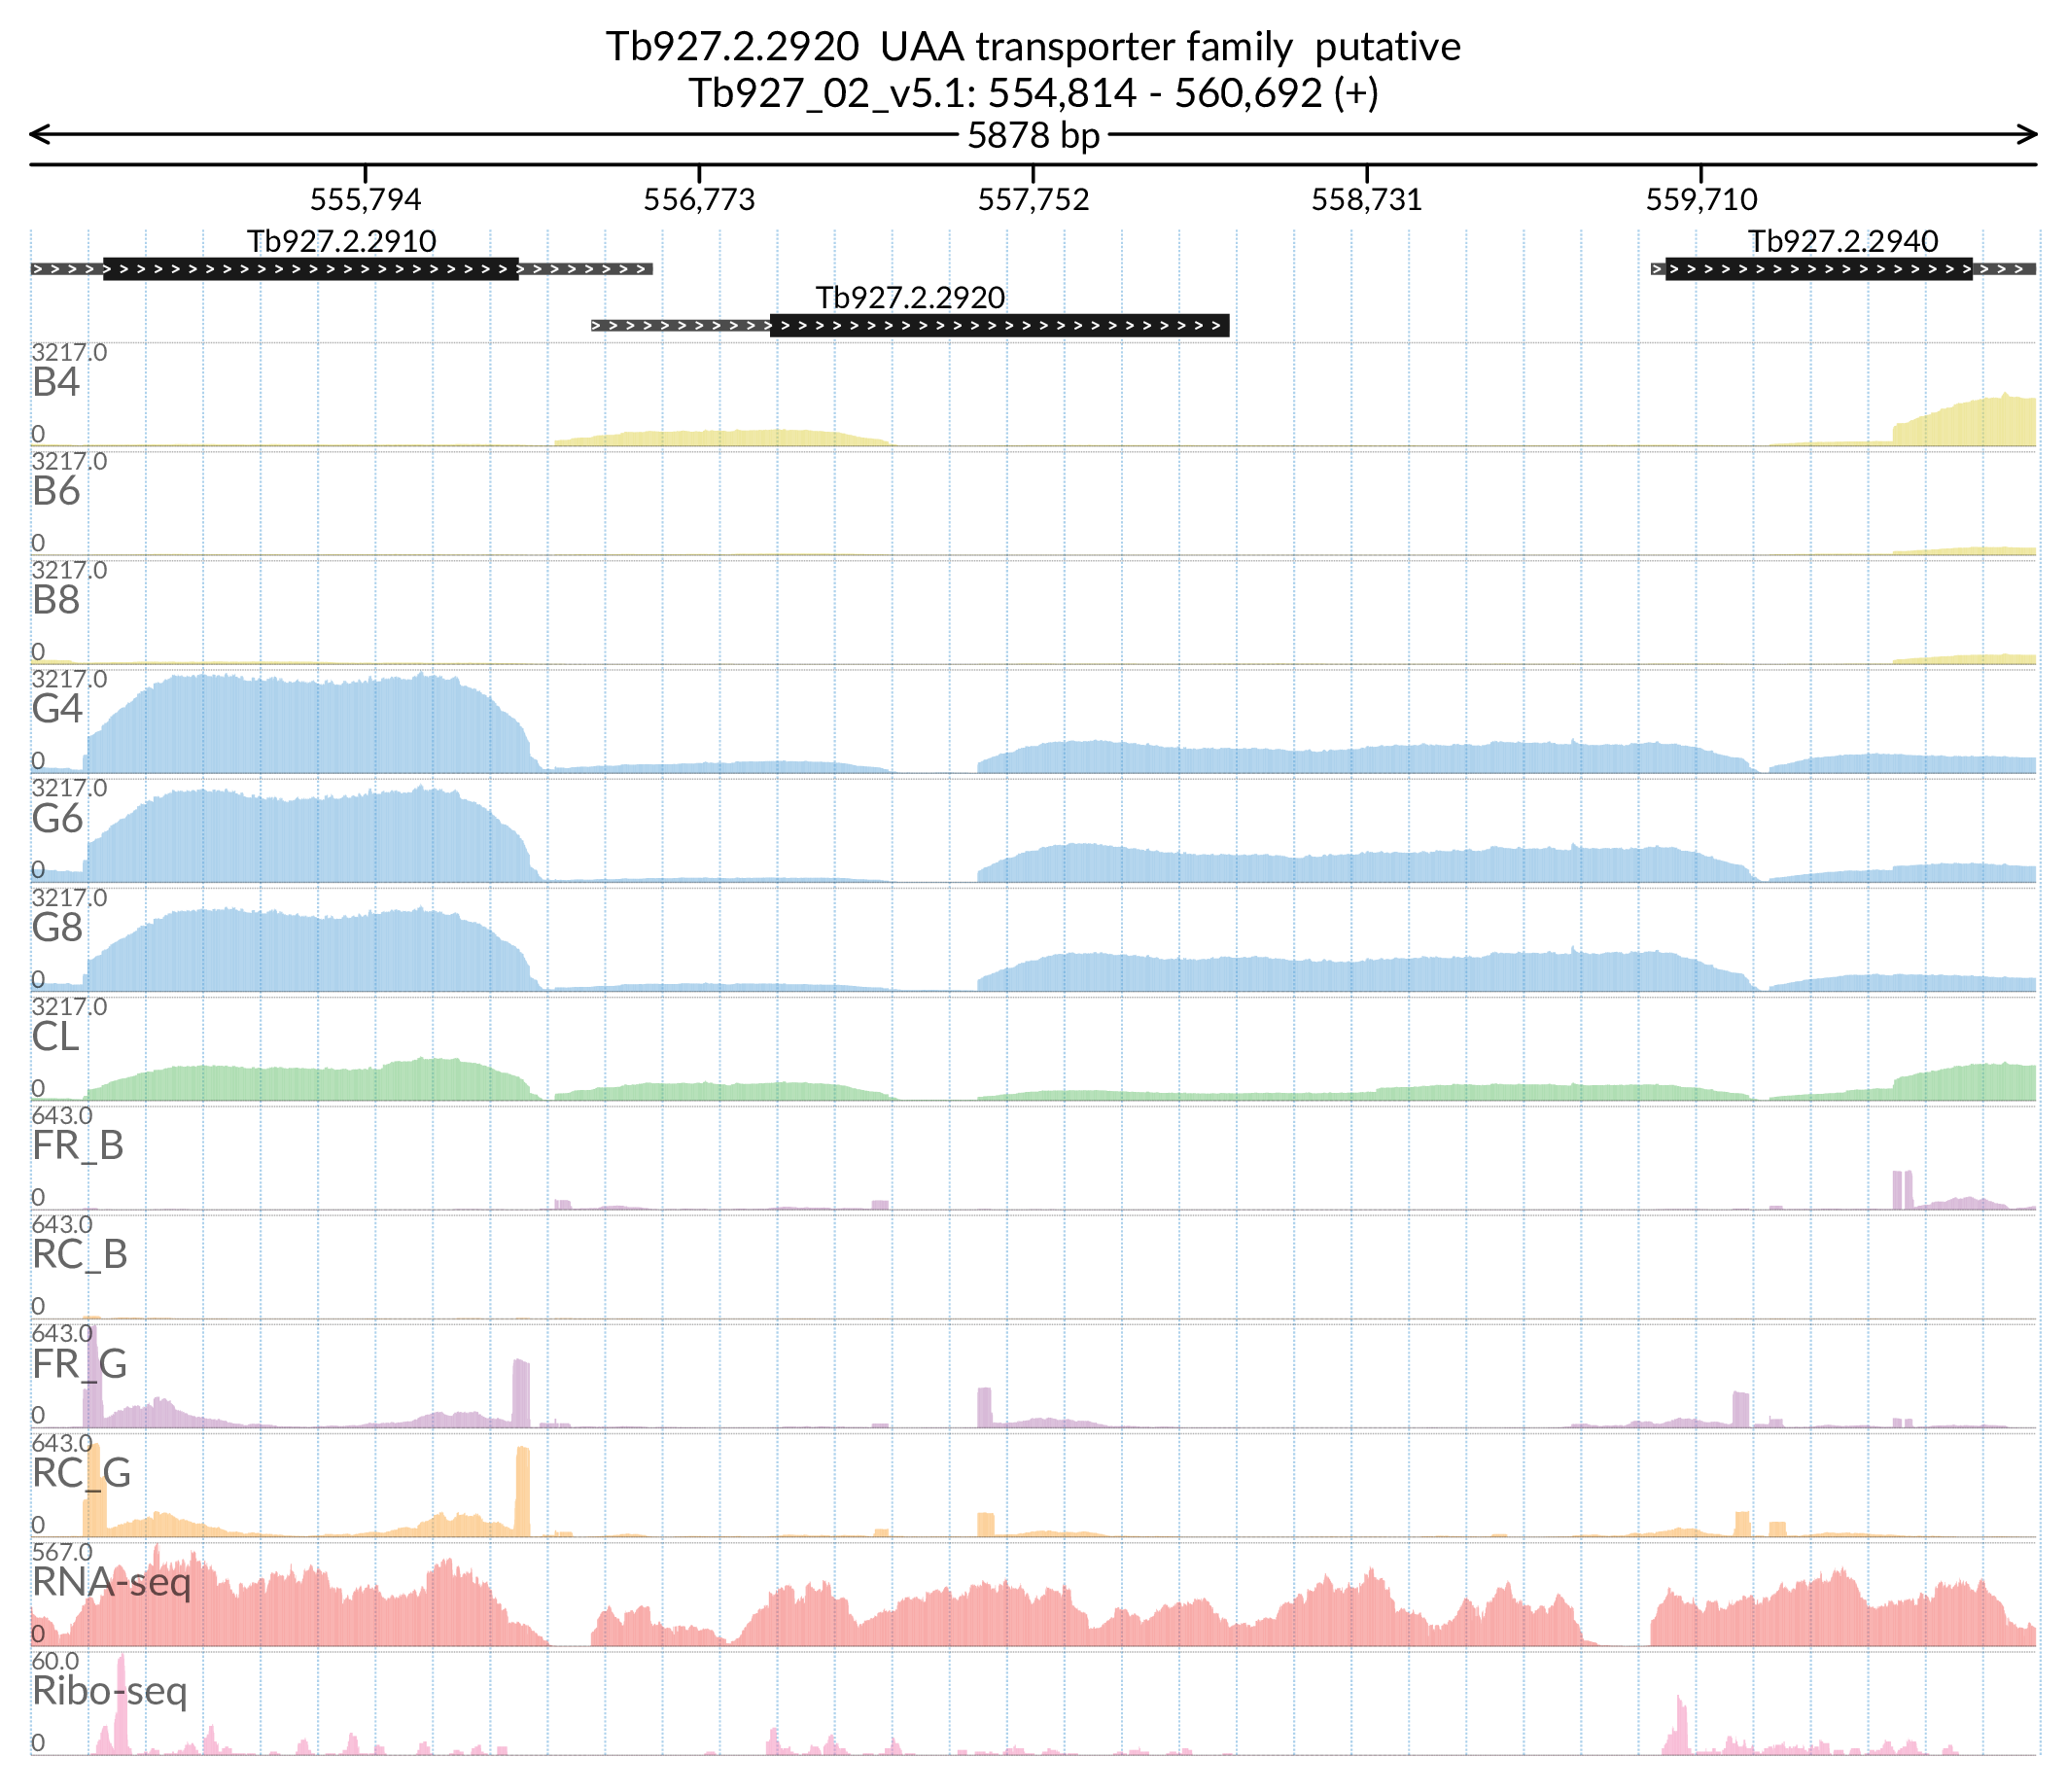 Tb927.2.2920  UAA transporter family  putative
Tb927_02_v5.1: 554,814 - 560,692 (+)
5878 bp
555,794 556,773 557,752 558,731 559,710
Tb927.2.2910 Tb927.2.2940
Tb927.2.2920
3217.0
B4
0
3217.0
B6
0
3217.0
B8
0
3217.0
G4
0
3217.0
G6
0
3217.0
G8
0
3217.0
CL
0
643.0
FR_B
0
643.0
RC_B
0
643.0
FR_G
0
643.0
RC_G
0
567.0
RNA-seq
0
60.0
Ribo-seq
0